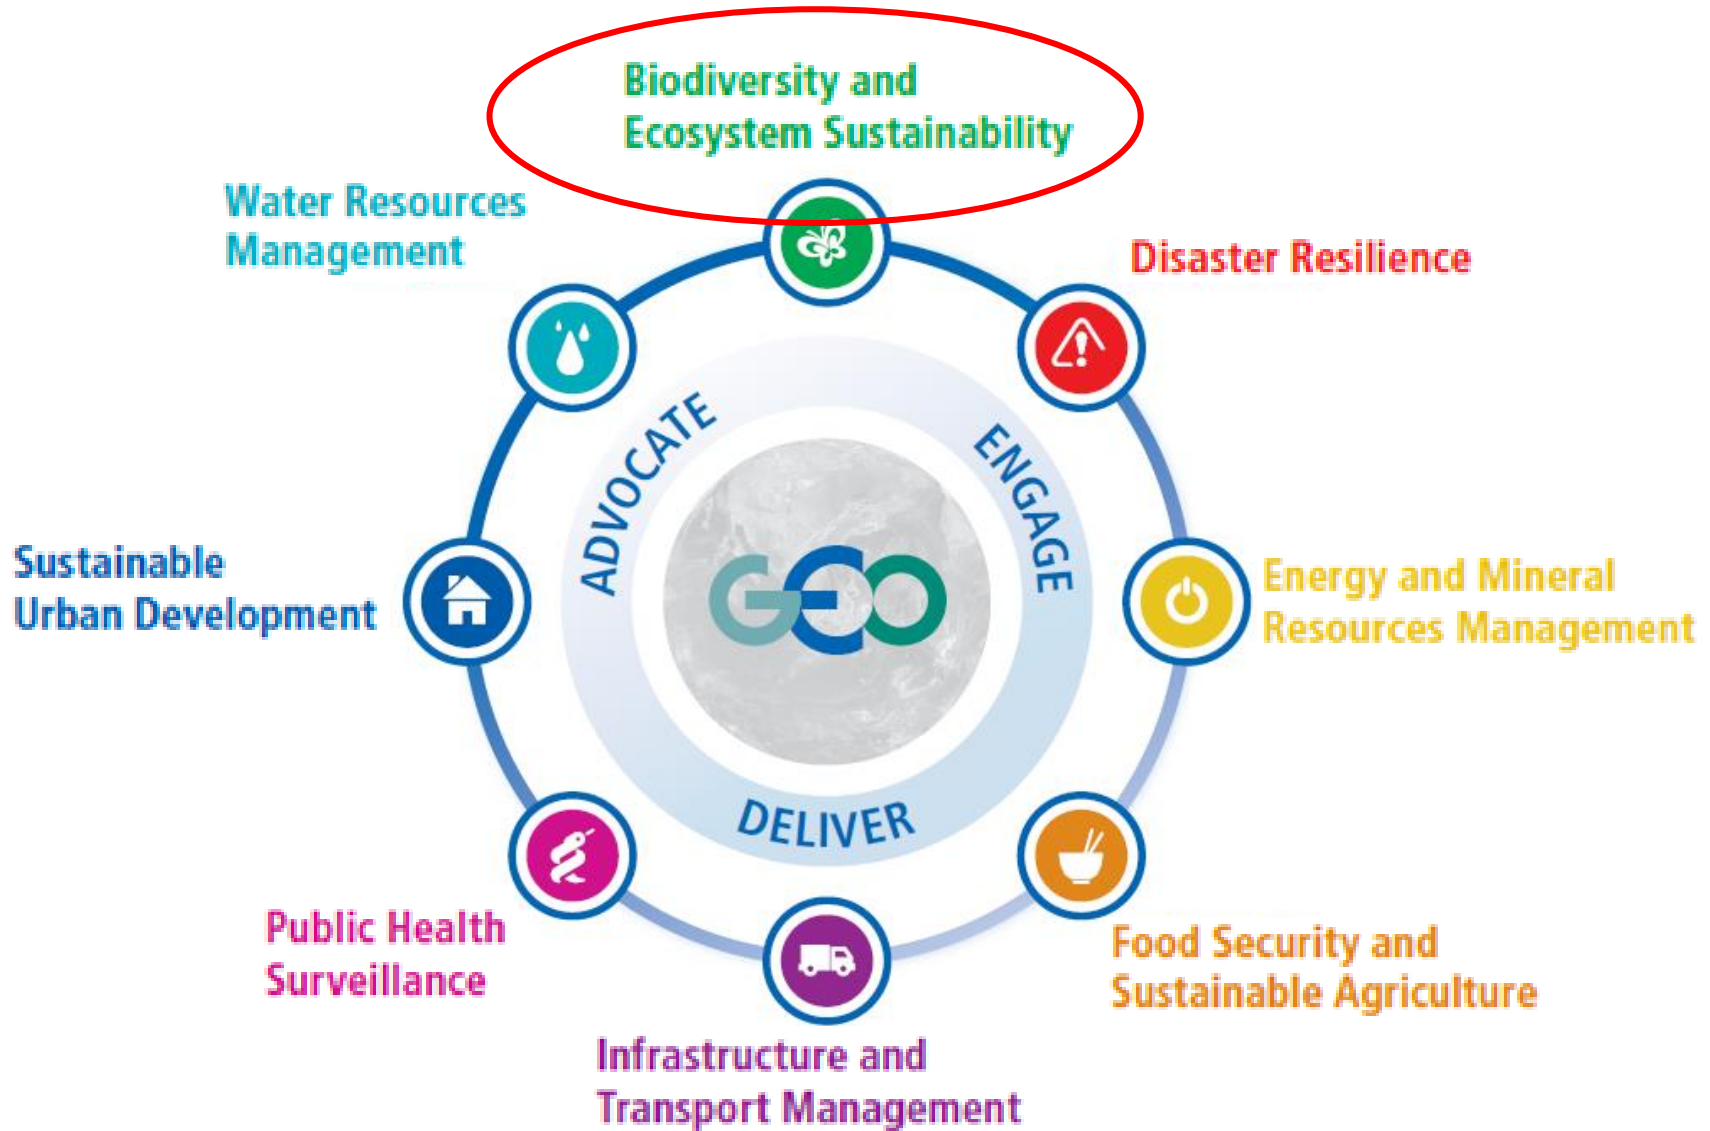 Biodiversity and
Ecosystem Sustainability
Water Resources
Management
Disaster Resilience
ADVOCATE
ENGAGE
GEO
Sustainable
Urban Development
Energy and Mineral
Resources Management
DELIVER
Public Health
Surveillance
Food Security and
Sustainable Agriculture
Infrastructure and
Transport Management